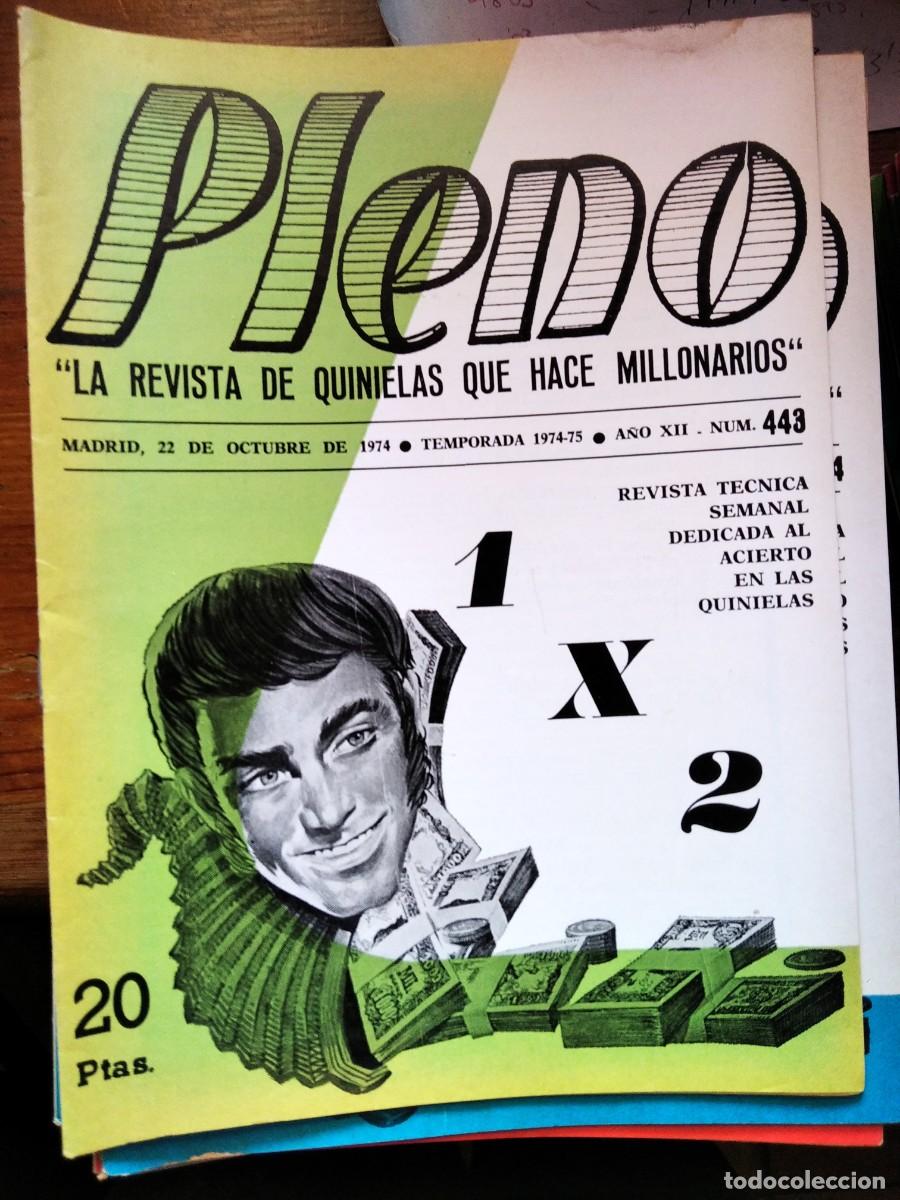 Pleno
"LA REVISTA DE QUINIELAS QUE HACE MILLONARIOS"
MADRID, 22 DE OCTUBRE DE 1974 ● TEMPORADA 1974-75 ● AÑO XII - NUM. 443
REVISTA TECNICA
SEMANAL
DEDICADA AL
ACIERTO
EN LAS
QUINIELAS
1
X
2
20
Ptas.
todocoleccion